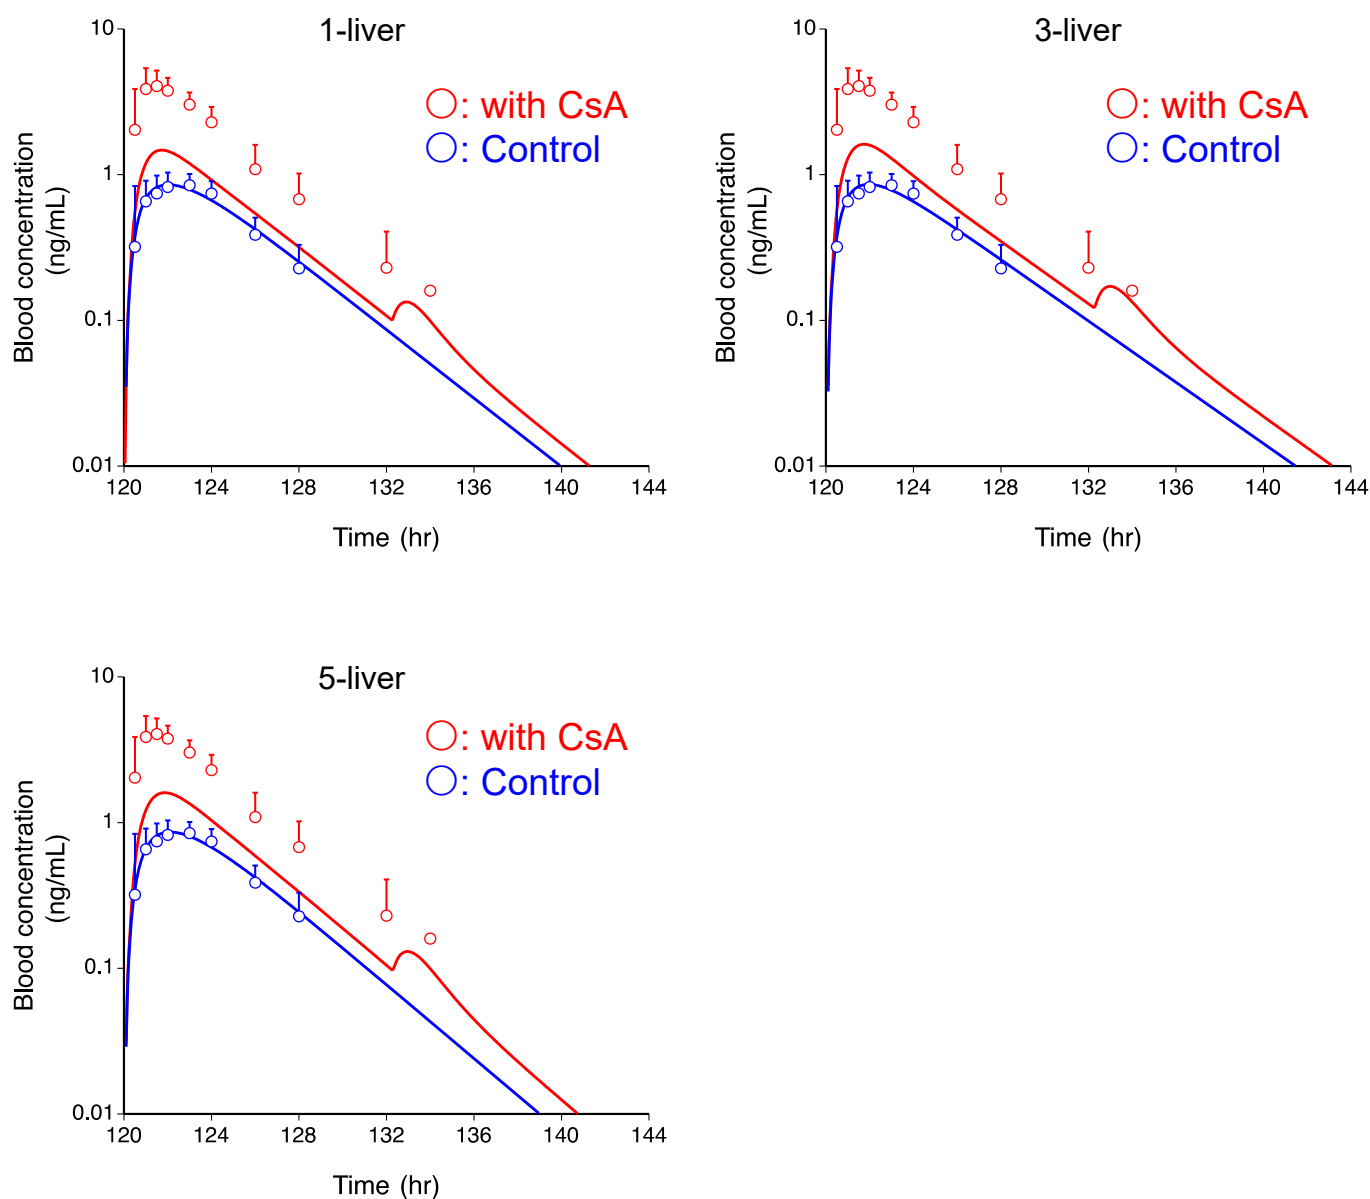 1-liver
10
1
0.1
0.01
Blood concentration
(ng/mL)
○: with CsA
○: Control
120 124 128 132 136 140 144
Time (hr)
3-liver
10
1
0.1
0.01
Blood concentration
(ng/mL)
○: with CsA
○: Control
120 124 128 132 136 140 144
Time (hr)
5-liver
10
1
0.1
0.01
Blood concentration
(ng/mL)
○: with CsA
○: Control
120 124 128 132 136 140 144
Time (hr)